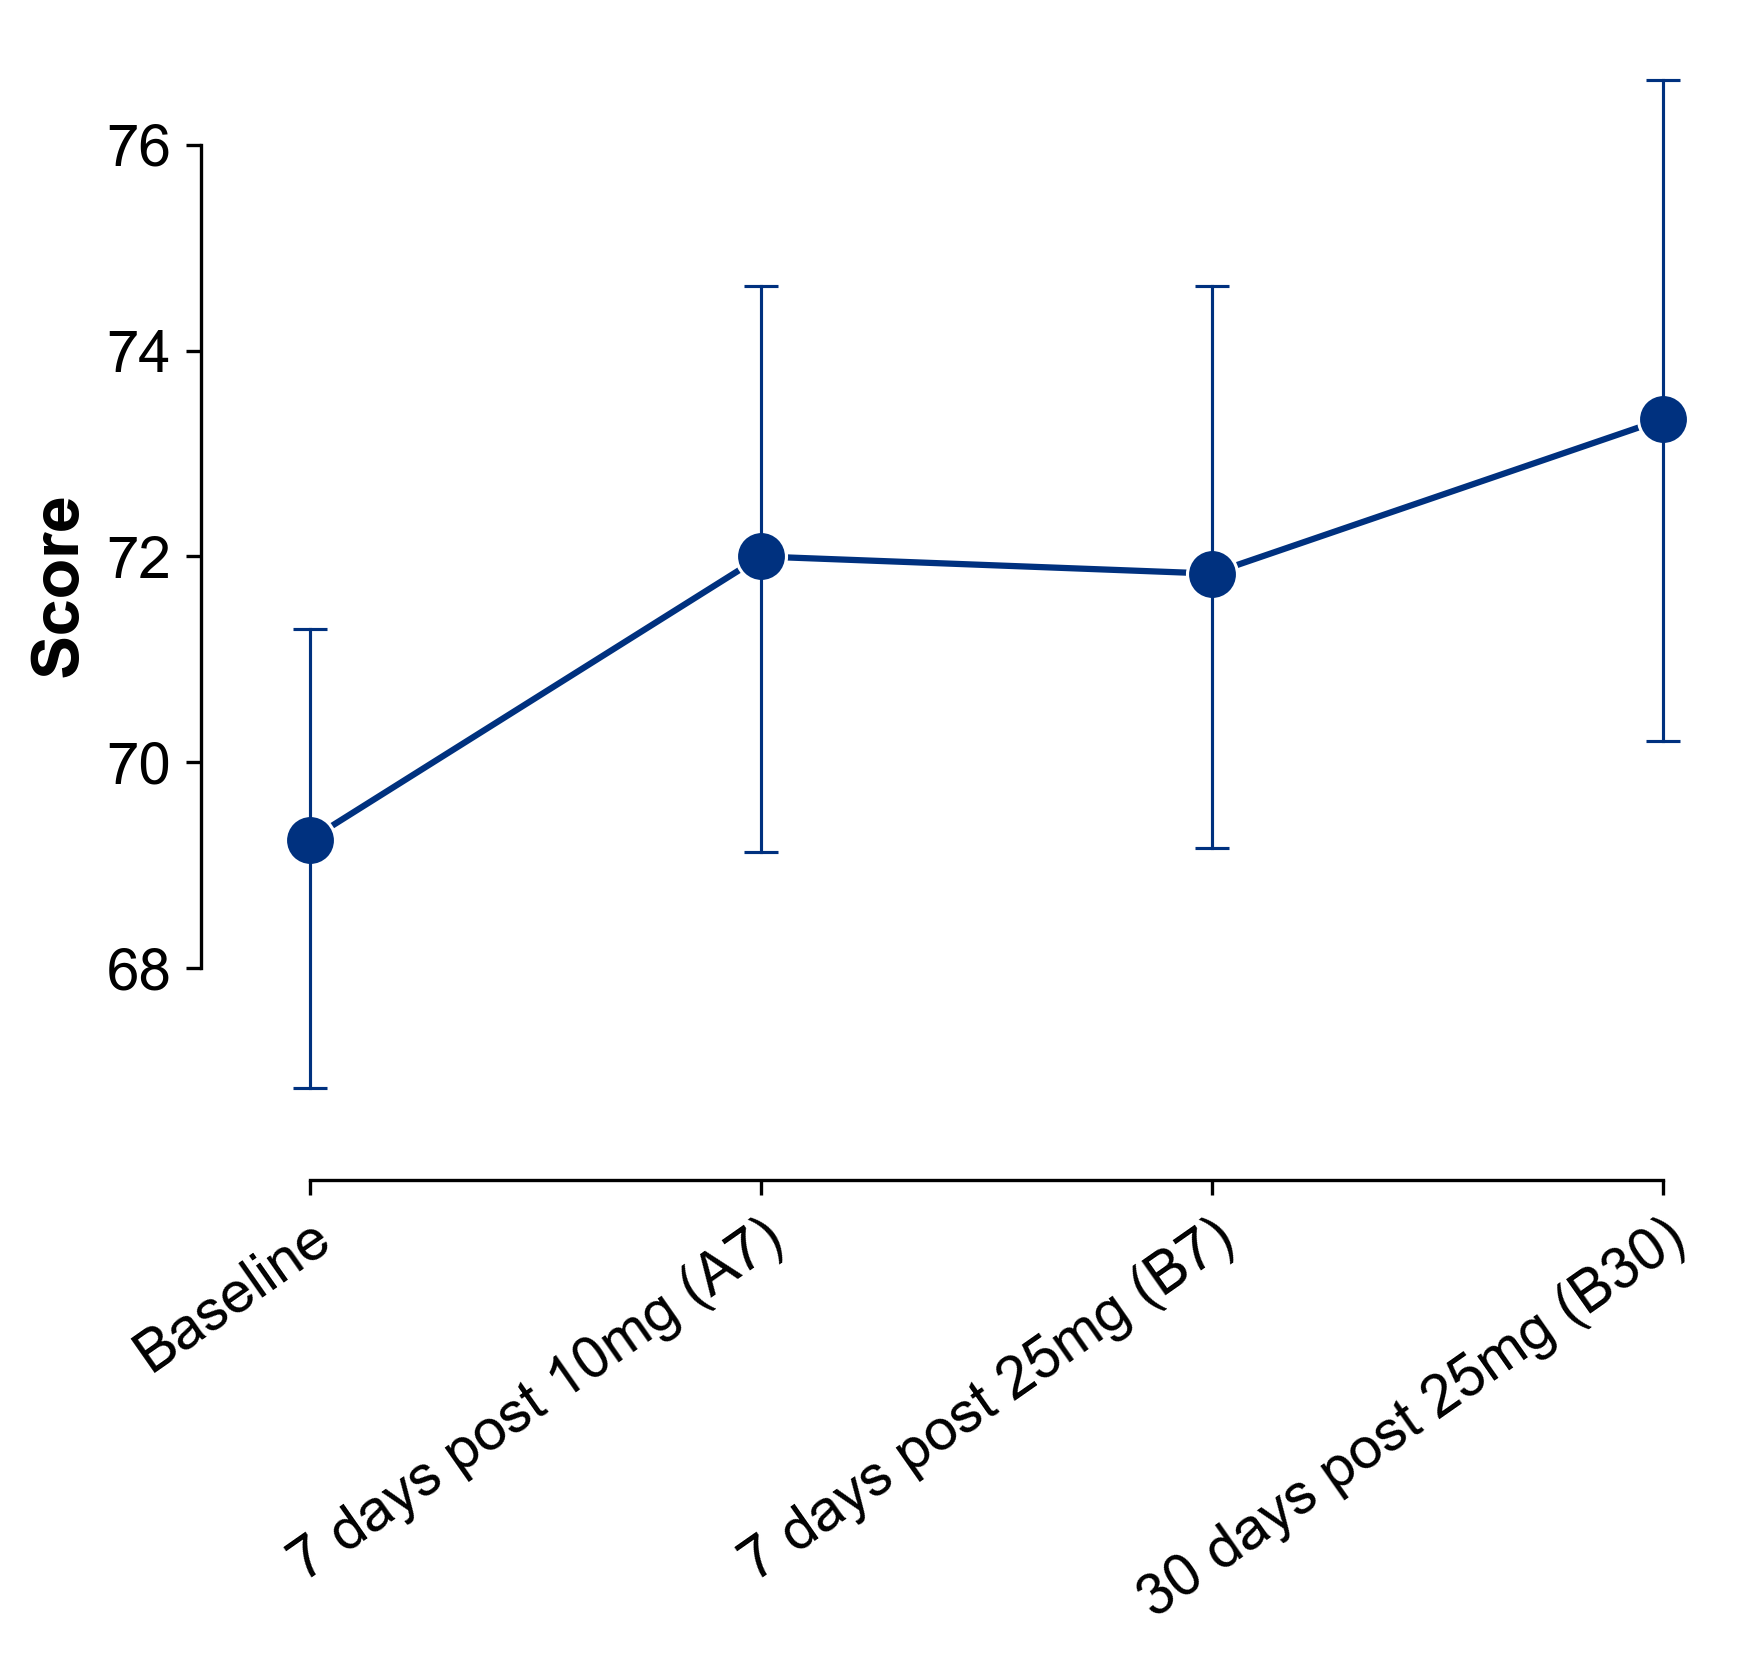 76
74
72
70
68
Score
Baseline
7 days post 10mg (A7)
7 days post 25mg (B7)
30 days post 25mg (B30)